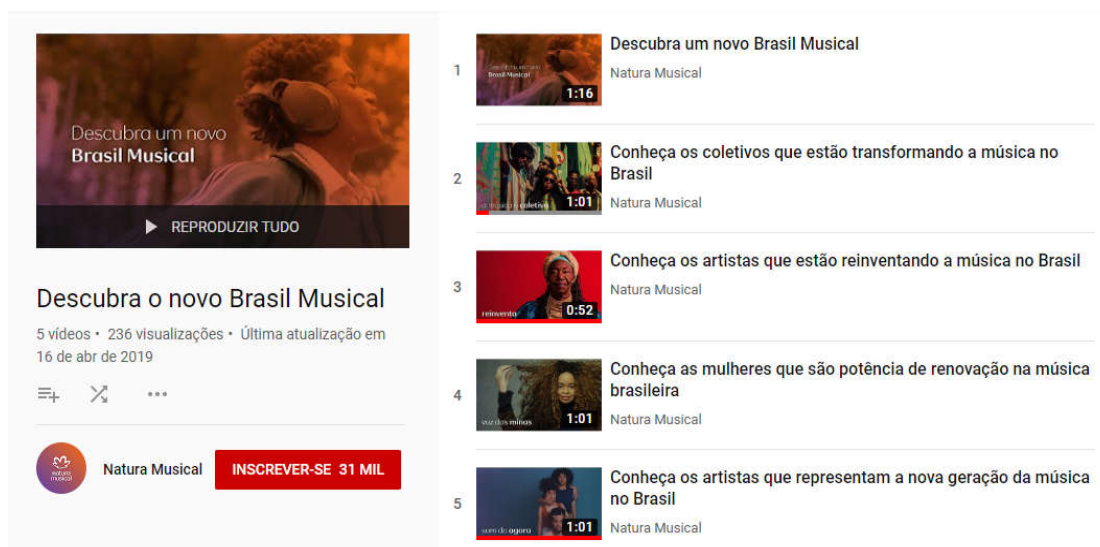 Descubra um novo
Brasil Musical
REPRODUZIR TUDO
Descubra o novo Brasil Musical
5 vídeos • 236 visualizações • Última atualização em
16 de abr de 2019
natura
musical
Natura Musical
INSCREVER-SE 31 MIL
1
Brasil Musical
1:16
Descubra um novo Brasil Musical
Natura Musical
2
coletivo
1:01
Conheça os coletivos que estão transformando a música no
Brasil
Natura Musical
3
reinventa
0:52
Conheça os artistas que estão reinventando a música no Brasil
Natura Musical
4
voz das minas
1:01
Conheça as mulheres que são potência de renovação na música
brasileira
Natura Musical
5
som do agora
1:01
Conheça os artistas que representam a nova geração da música
no Brasil
Natura Musical